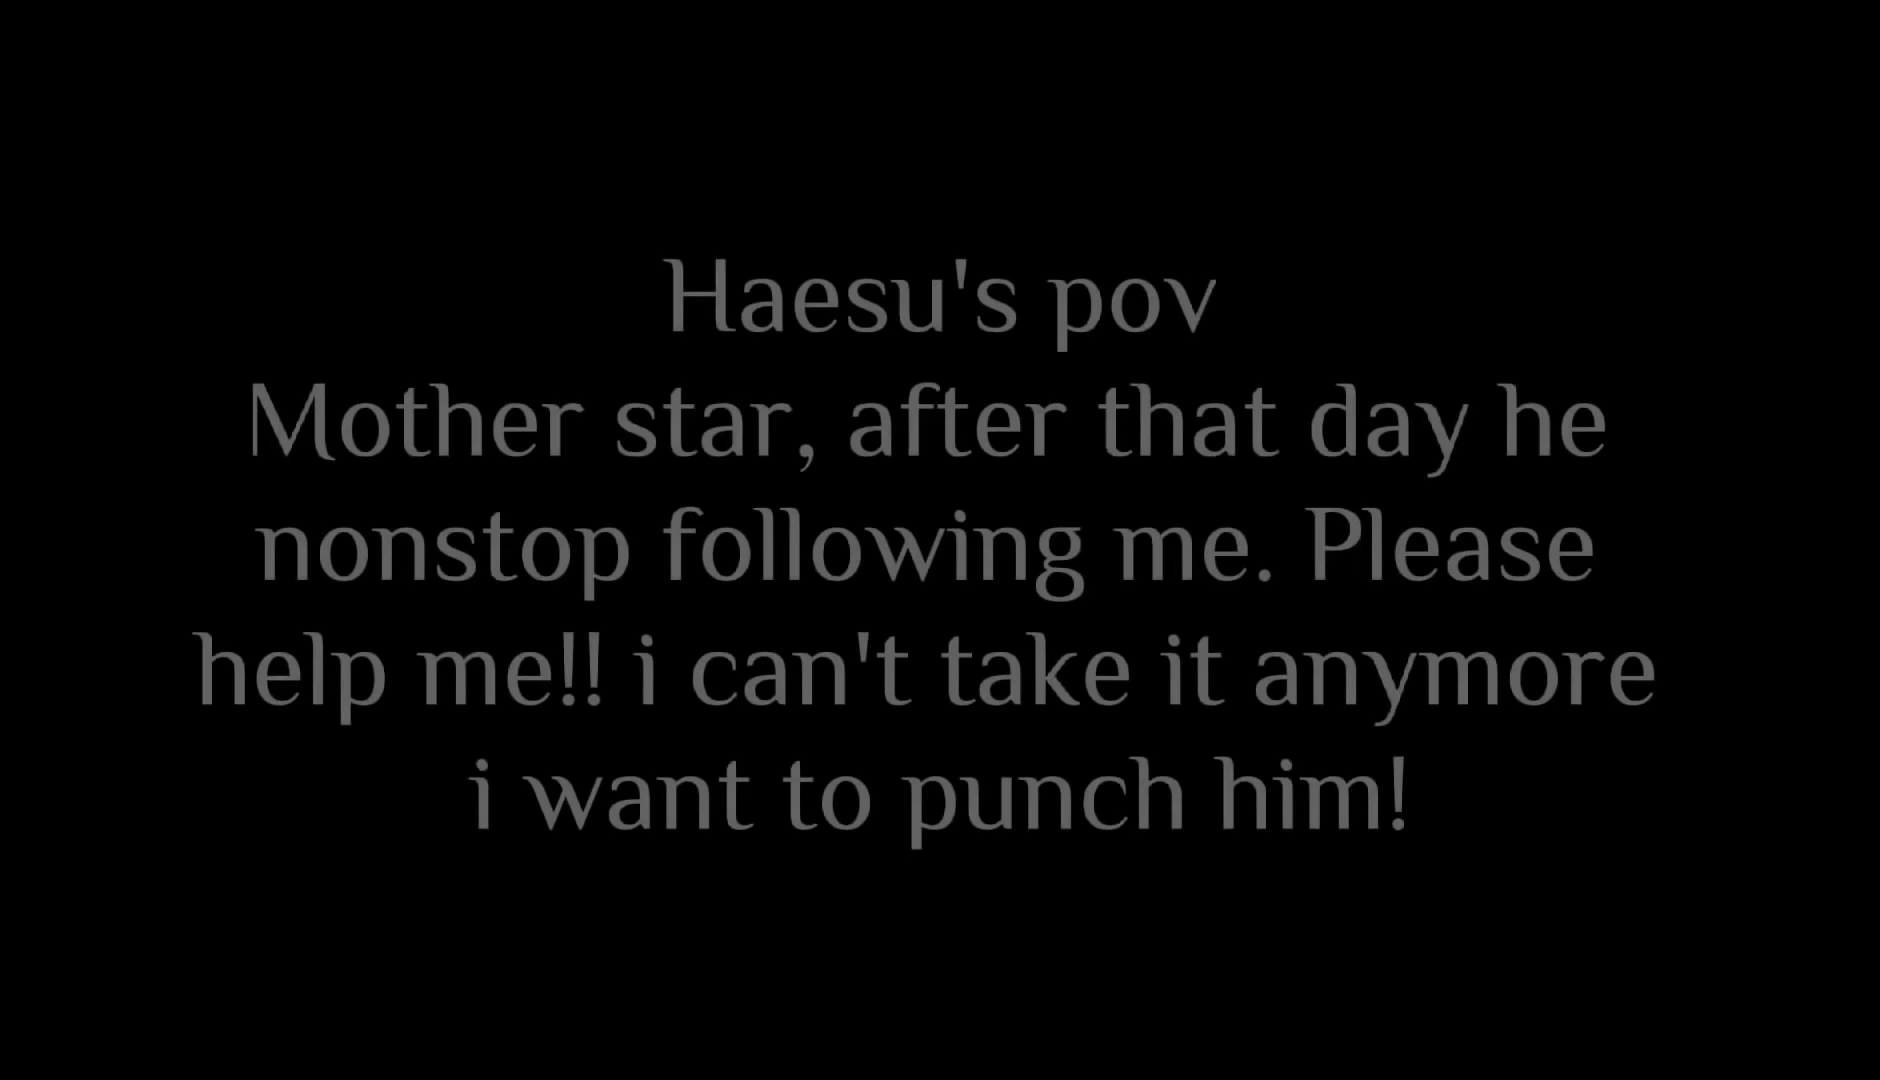 Haesu's pov
Mother star, after that day he
nonstop following me. Please
help me!! i can't take it anymore
i want to punch him!